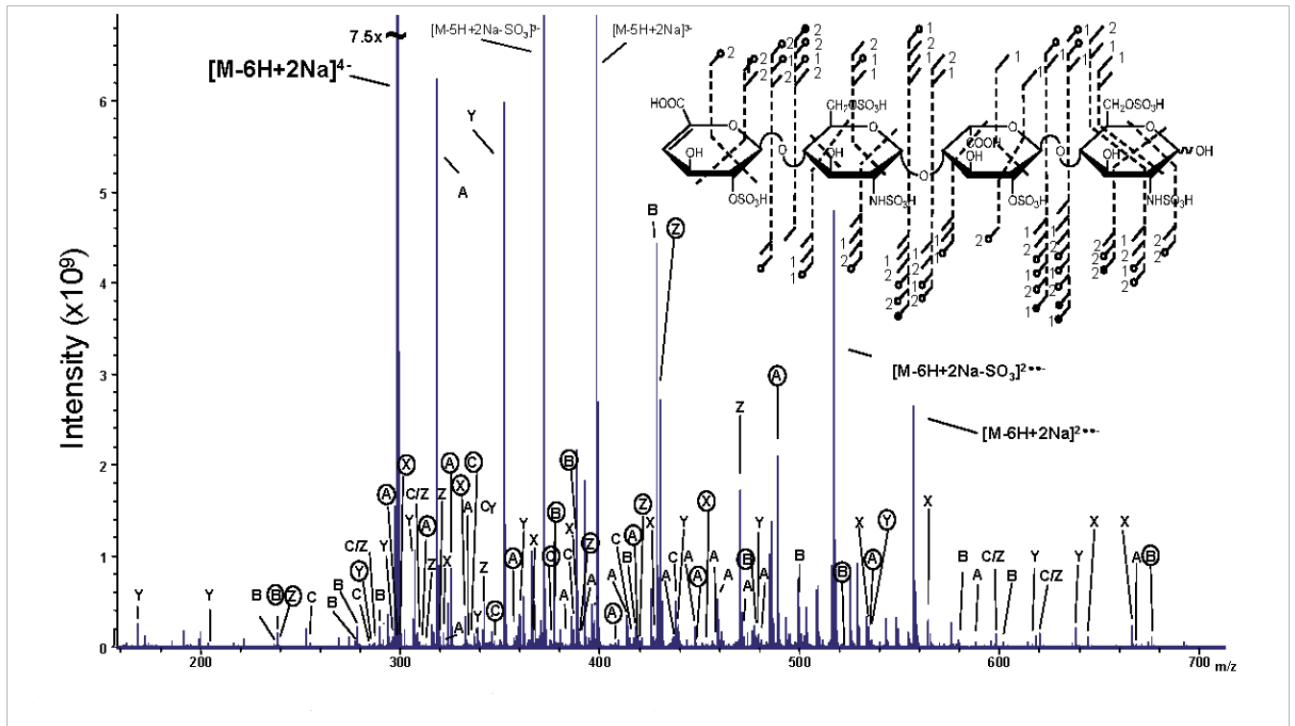 7.5x
[M-5H+2Na-SO₃]³⁻
[M-5H+2Na]³⁻
[M-6H+2Na]⁴⁻
Y
A
B
Z
A
[M-6H+2Na-SO₃]²⁻••
[M-6H+2Na]²⁻••
HOOC
O
OH
OSO₃H
O
CH₂OSO₃H
O
OH
NHSO₃H
O
O
COOH
OH
OSO₃H
O
CH₂OSO₃H
O
OH
NHSO₃H
OH
Intensity (x10⁹)
6
5
4
3
2
1
0
200
300
400
500
600
700
m/z
Y
Y
B
B
Z
C
B
Y
C
C/Z
B
Y
A
X
Y
C/Z
A
Z
Z
A
X
A
X
A
C
Y
CY
Z
C
A
Y
X
C
B
A
C
X
B
Z
A
A
A
C
B
A
Z
X
A
C
Y
A
A
X
A
A
Z
B
A
Y
A
B
B
X
A
Y
X
B
A
C/Z
B
Y
C/Z
Y
X
X
A
B